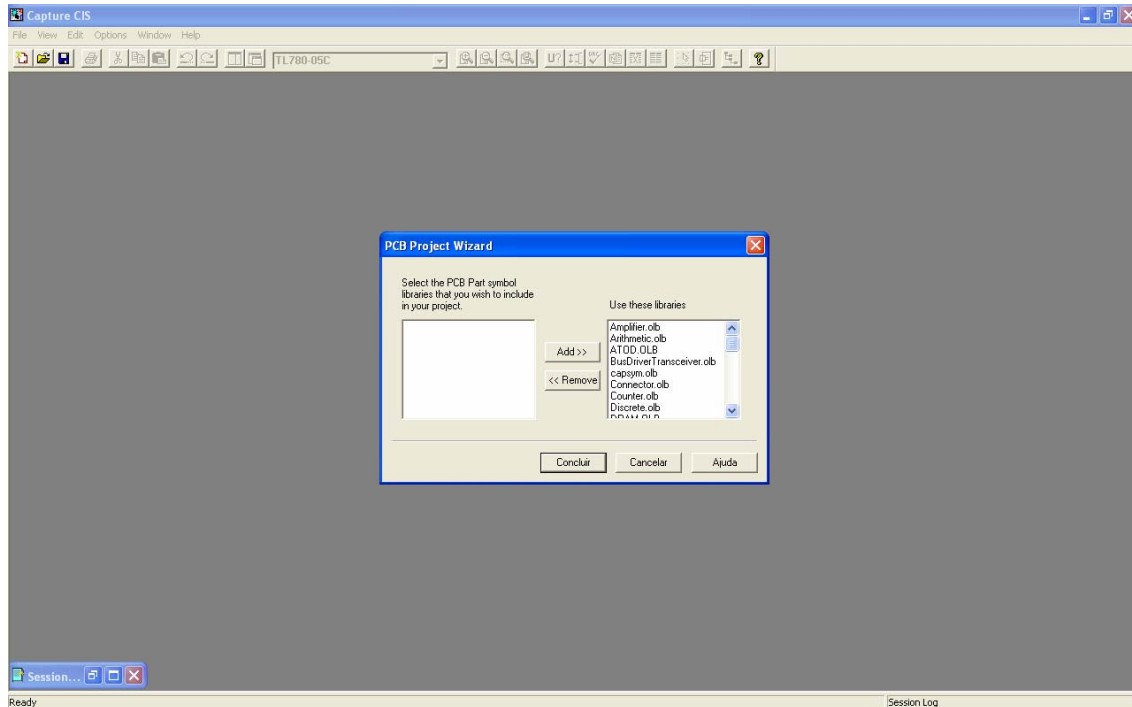 Capture CIS
File View Edit Options Window Help
TL780-05C
U?
PCB Project Wizard
Select the PCB Part symbol
libraries that you wish to include
in your project.
Use these libraries
Amplifier.olb
Arithmetic.olb
ATOD.OLB
BusDriverTransceiver.olb
capsym.olb
Connector.olb
Counter.olb
Discrete.olb
DRAM.OLB
Add >>
<< Remove
Concluir Cancelar Ajuda
Session...
Ready Session Log